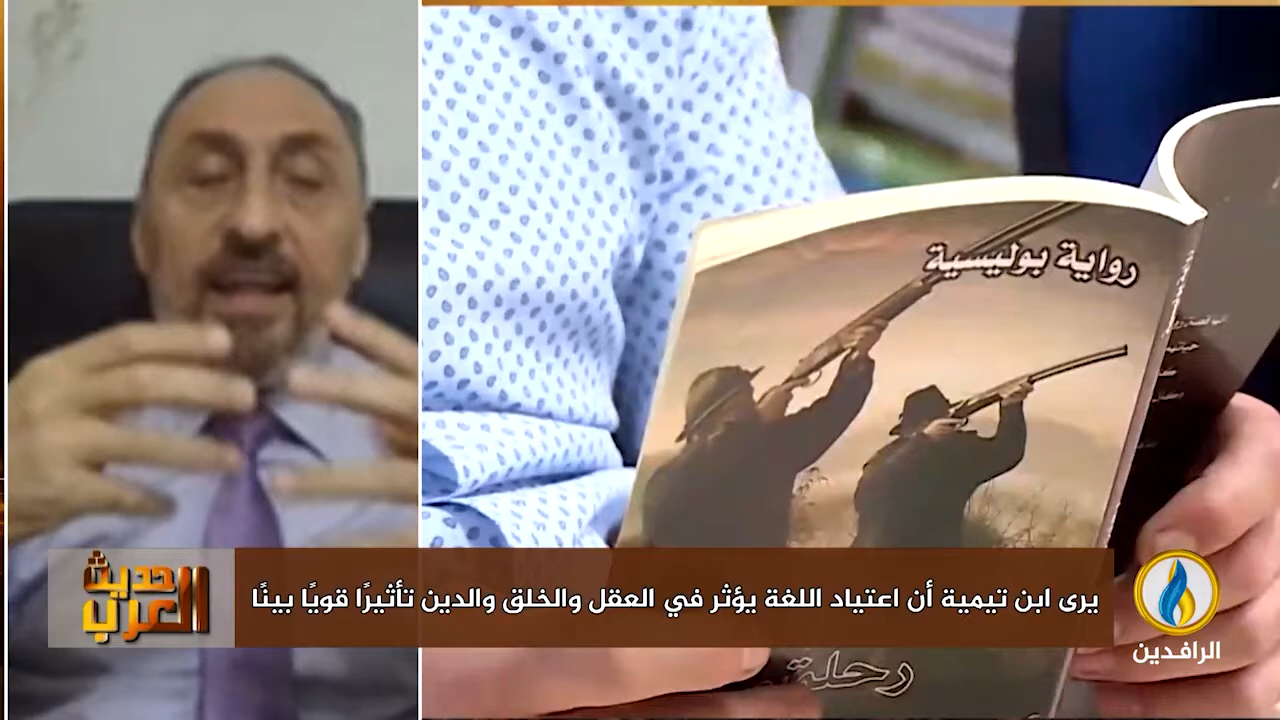 رواية بوليسية
حديث العرب
يرى ابن تيمية أن اعتياد اللغة يؤثر في العقل والخلق والدين تأثيرًا قويًا بينًا
الرافدين
رحلة